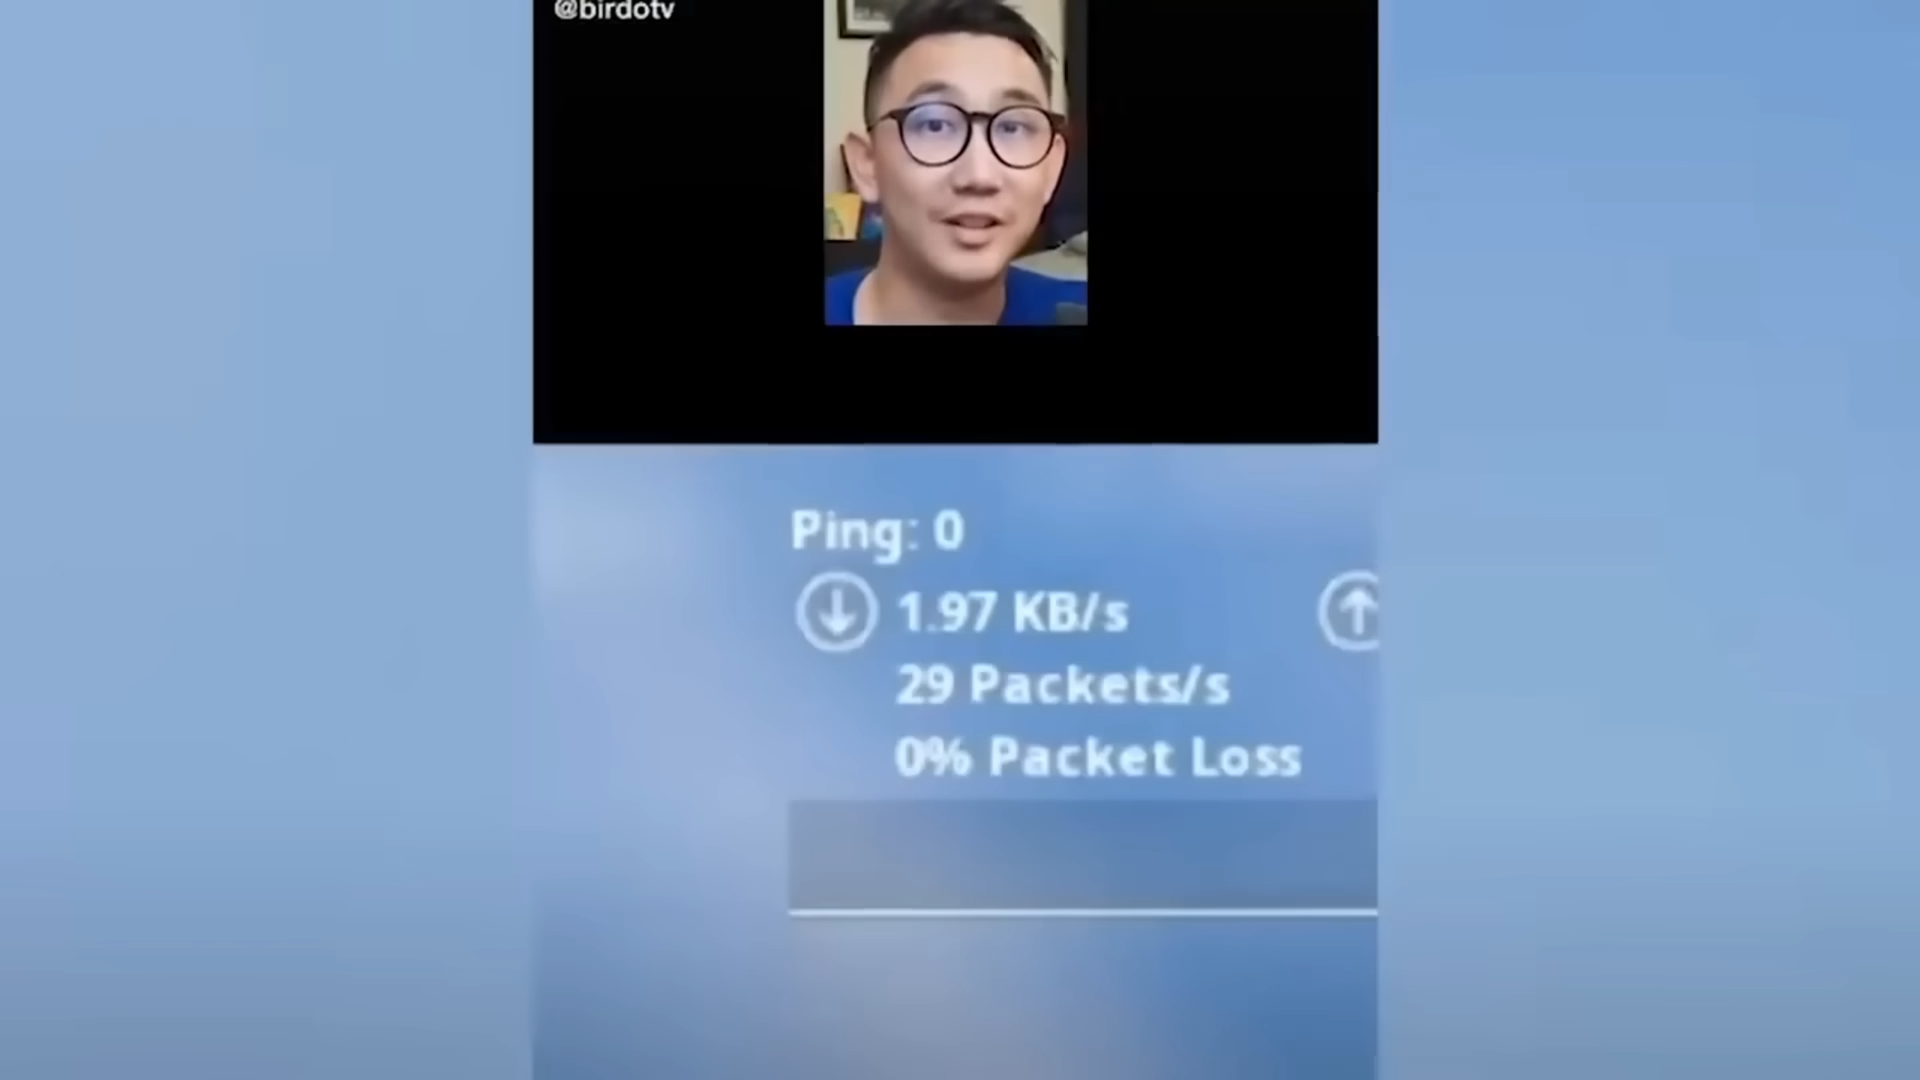 @birdotv
Ping: 0
1.97 KB/s
29 Packets/s
0% Packet Loss